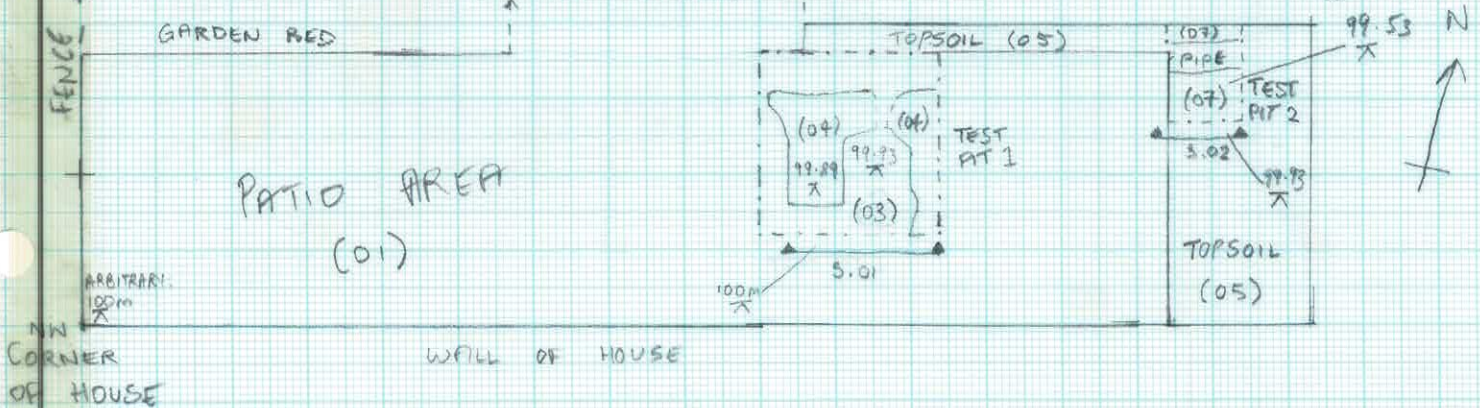 FENCE
GARDEN BED
TOPSOIL (05)
(07)
PIPE
(07)
TEST
PIT 2
99.53
N
(04)
(04)
99.89
99.93
(03)
TEST
PIT 1
S.02
99.93
PATIO AREA
(01)
S.01
100m
TOPSOIL
(05)
ARBITRARY
100m
NW
CORNER
OF HOUSE
WALL OF HOUSE